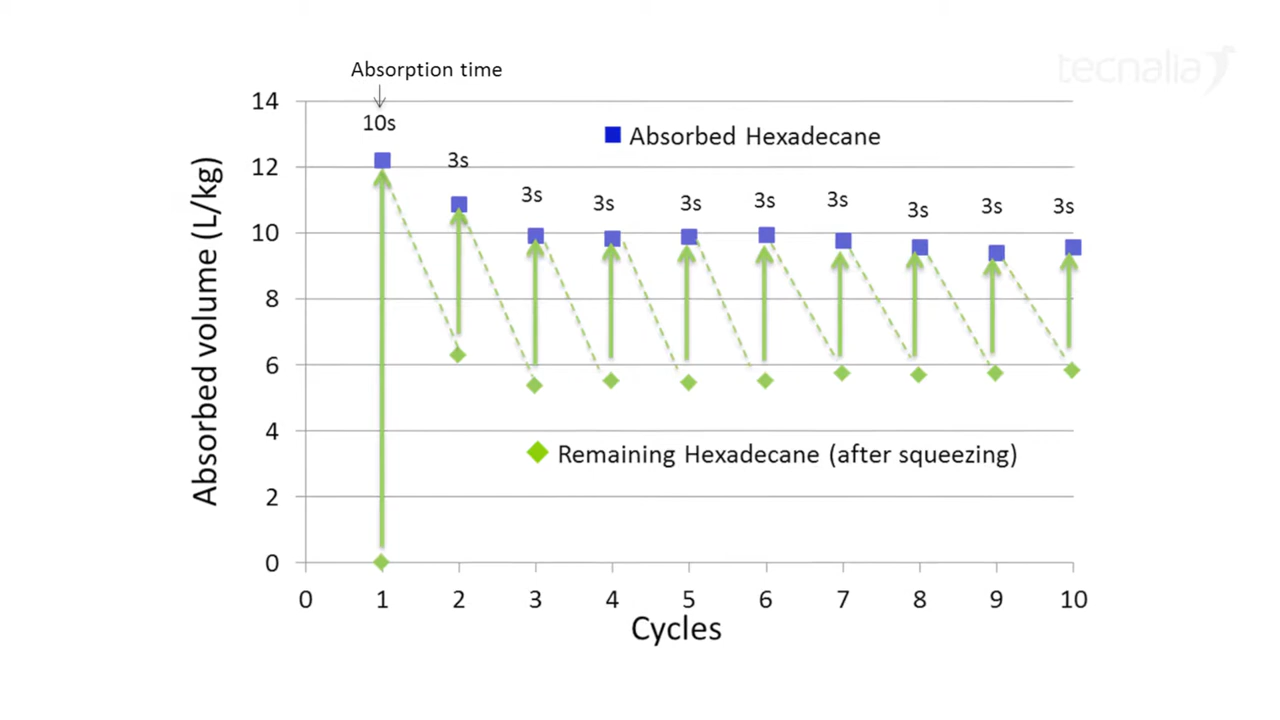 tecnalia
Absorption time
10s
3s
3s
3s
3s
3s
3s
3s
3s
3s
Absorbed Hexadecane
Remaining Hexadecane (after squeezing)
Absorbed volume (L/kg)
14
12
10
8
6
4
2
0
0 1 2 3 4 5 6 7 8 9 10
Cycles